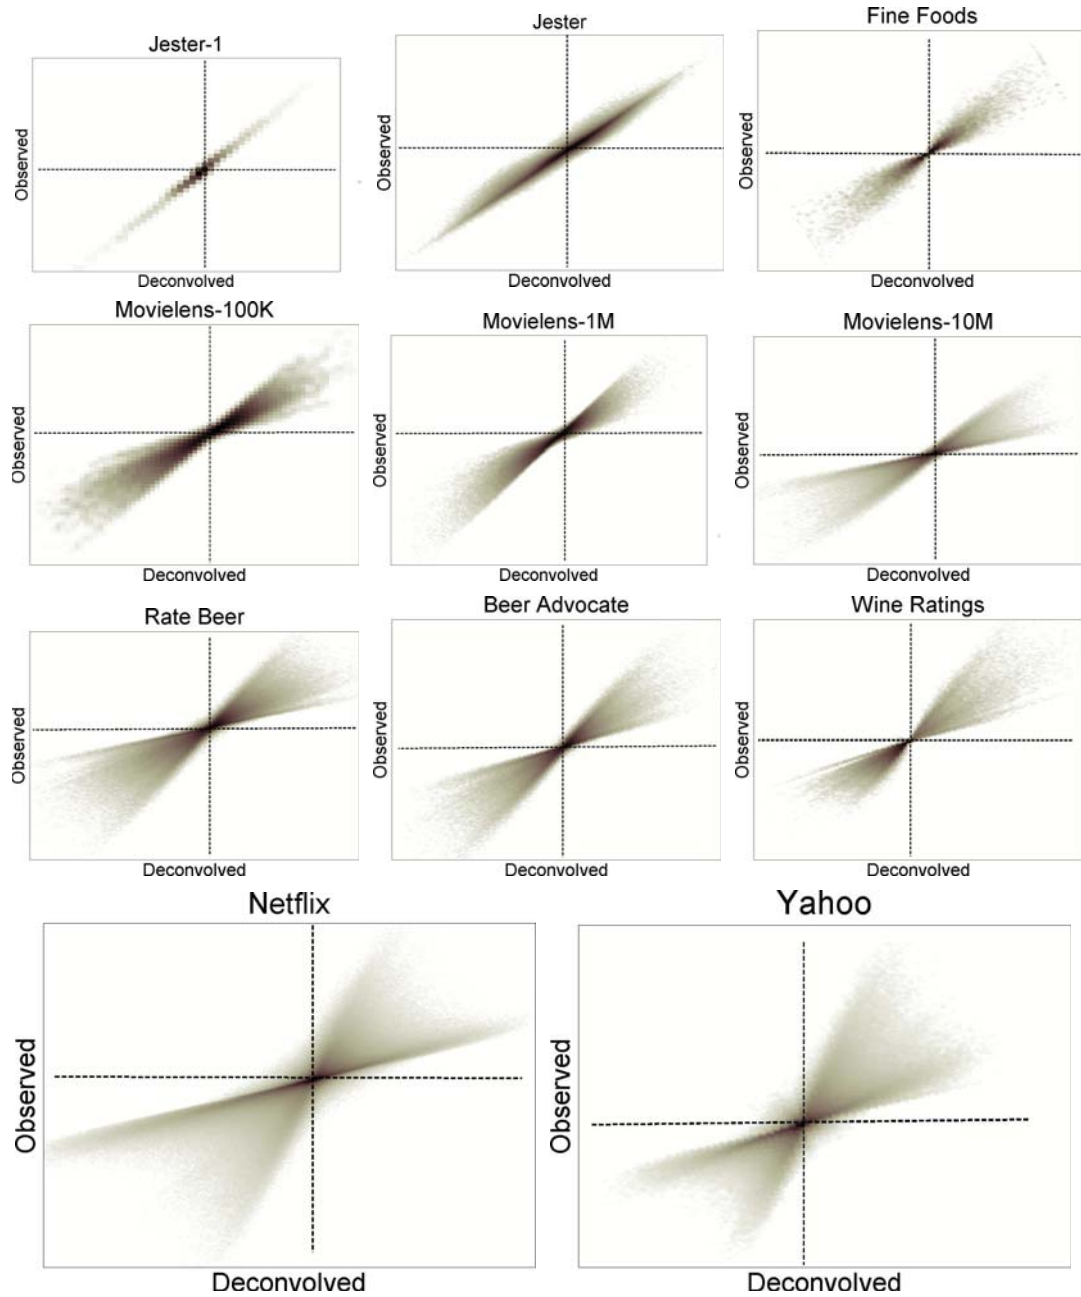 Jester-1
Observed
Deconvolved
Jester
Observed
Deconvolved
Fine Foods
Observed
Deconvolved
Movielens-100K
Observed
Deconvolved
Movielens-1M
Observed
Deconvolved
Movielens-10M
Observed
Deconvolved
Rate Beer
Observed
Deconvolved
Beer Advocate
Observed
Deconvolved
Wine Ratings
Observed
Deconvolved
Netflix
Observed
Deconvolved
Yahoo
Observed
Deconvolved